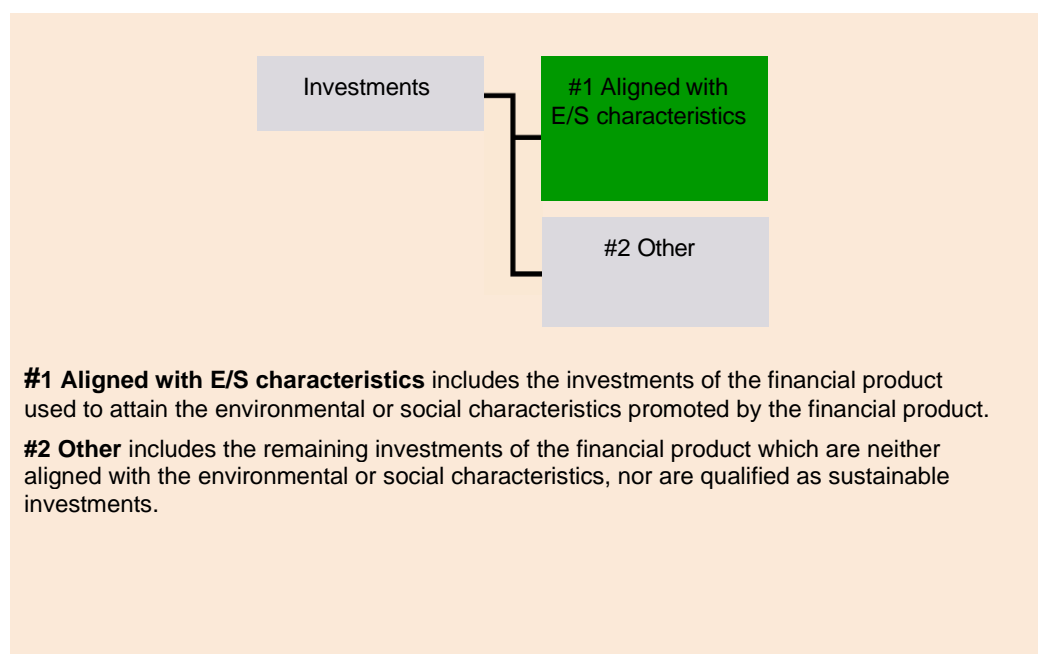 Investments
#1 Aligned with
E/S characteristics
#2 Other
#1 Aligned with E/S characteristics includes the investments of the financial product
used to attain the environmental or social characteristics promoted by the financial product.
#2 Other includes the remaining investments of the financial product which are neither
aligned with the environmental or social characteristics, nor are qualified as sustainable
investments.